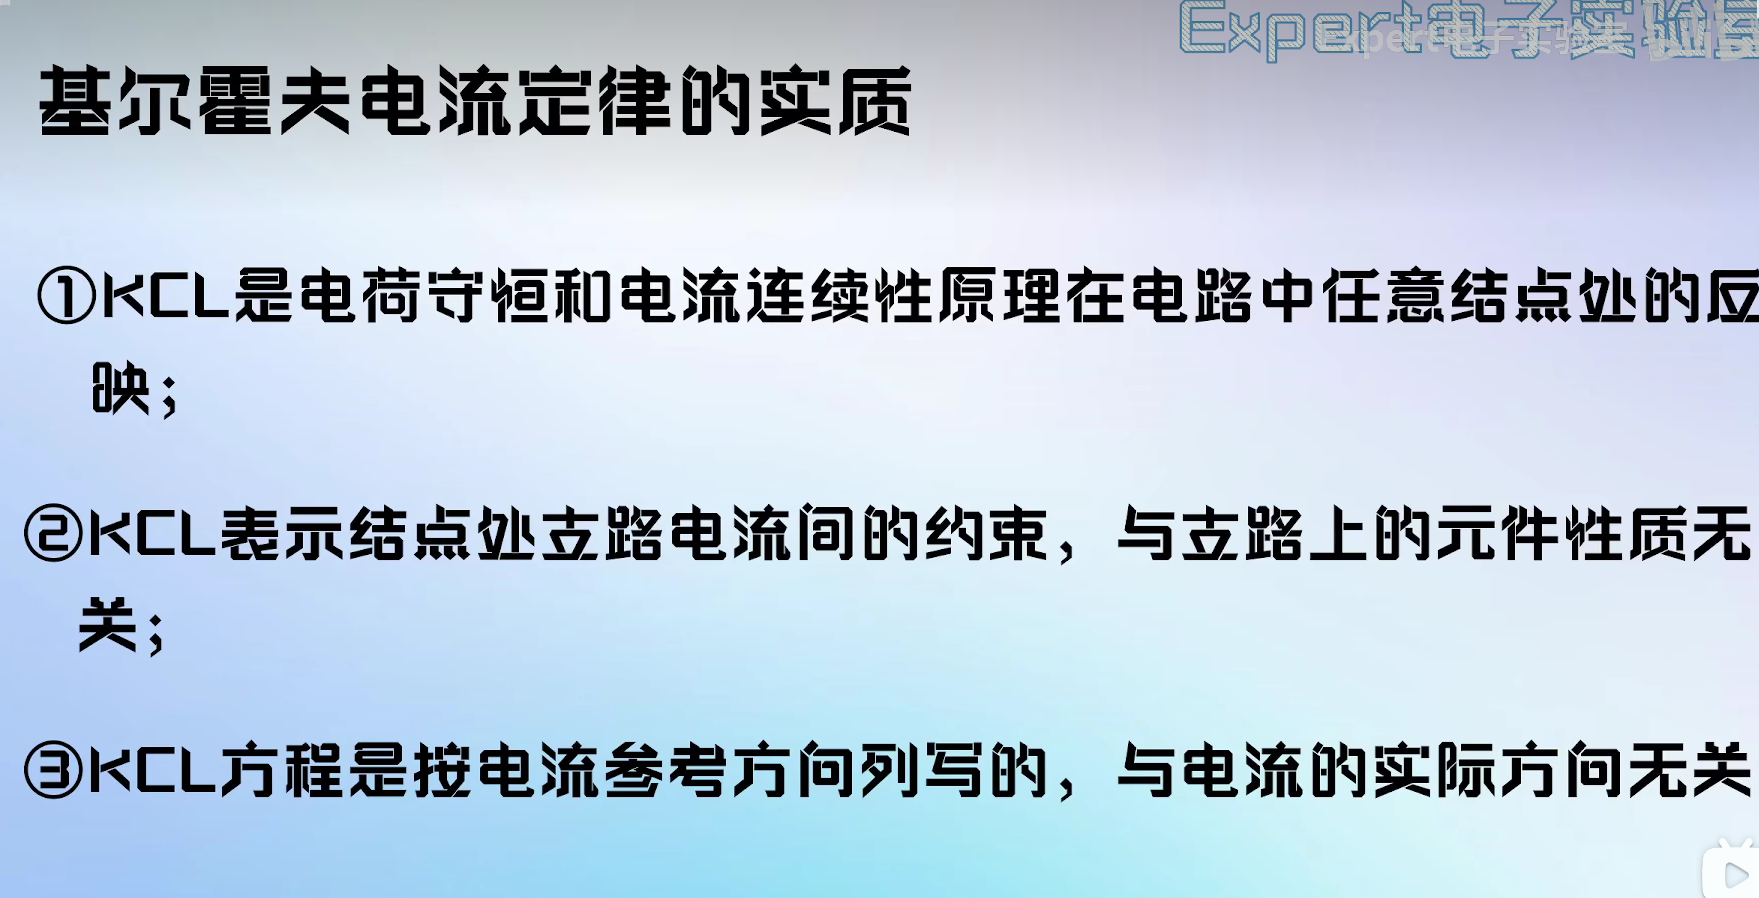 Expert电子实验室
基尔霍夫电流定律的实质
①KCL是电荷守恒和电流连续性原理在电路中任意结点处的反
映；
②KCL表示结点处支路电流间的约束，与支路上的元件性质无
关；
③KCL方程是按电流参考方向列写的，与电流的实际方向无关